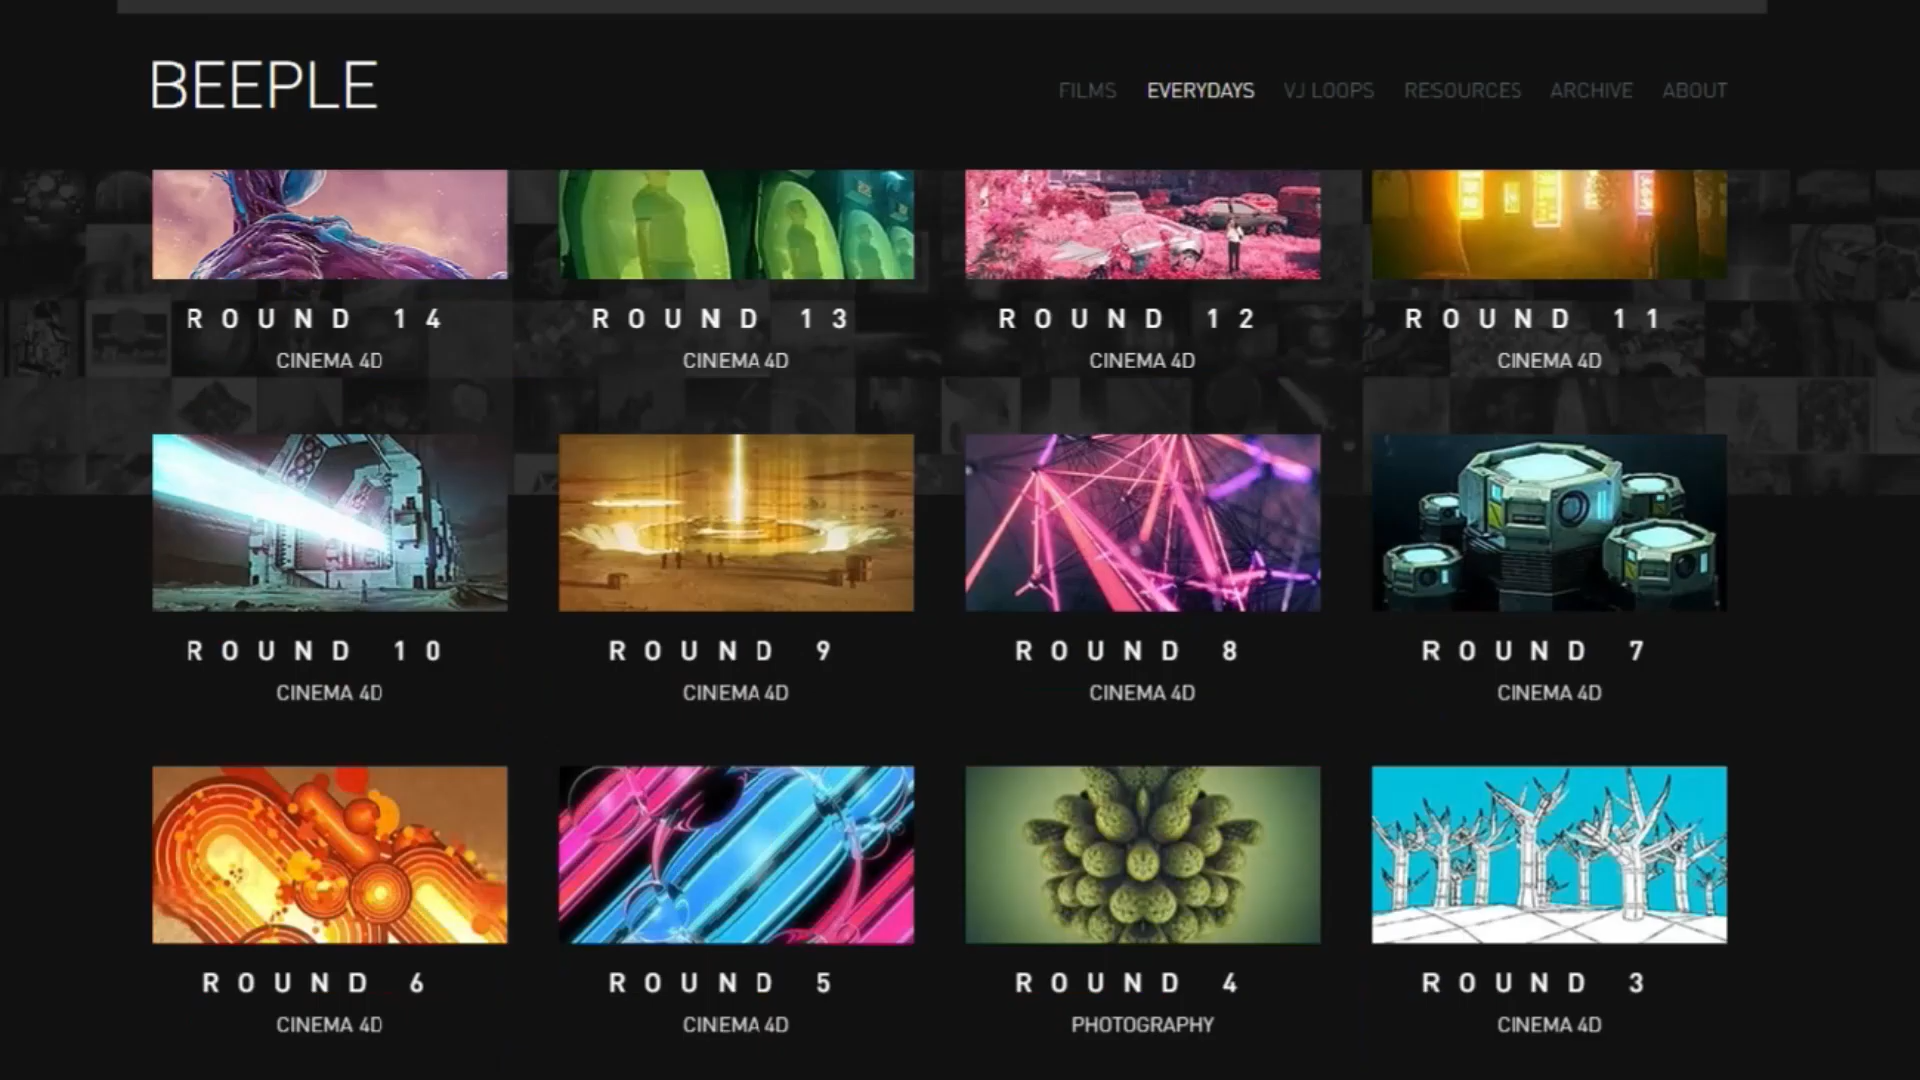 BEEPLE
FILMS EVERYDAYS VJ LOOPS RESOURCES ARCHIVE ABOUT
ROUND 14 ROUND 13 ROUND 12 ROUND 11
CINEMA 4D CINEMA 4D CINEMA 4D CINEMA 4D
ROUND 10 ROUND 9 ROUND 8 ROUND 7
CINEMA 4D CINEMA 4D CINEMA 4D CINEMA 4D
ROUND 6 ROUND 5 ROUND 4 ROUND 3
CINEMA 4D CINEMA 4D PHOTOGRAPHY CINEMA 4D